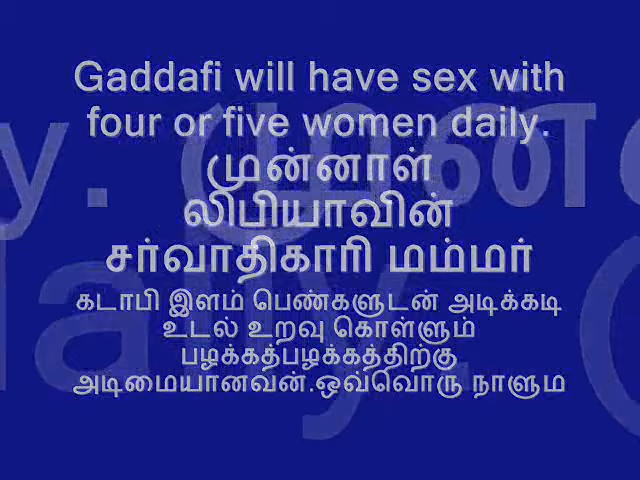 Gaddafi will have sex with
four or five women daily.
முன்னாள்
லிபியாவின்
சர்வாதிகாரி மம்மர்
கடாபி இளம் பெண்களுடன் அடிக்கடி
உடல் உறவு கொள்ளும்
பழக்கத்பழக்கத்திற்கு
அடிமையானவன்.ஒவ்வொரு நாளும